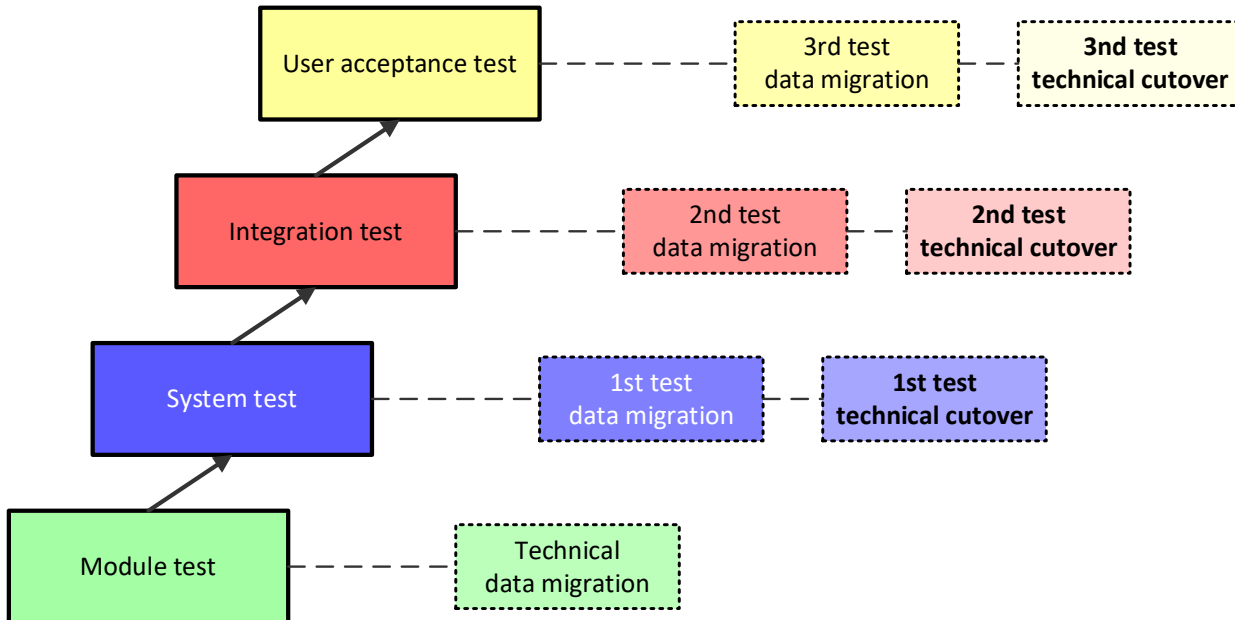 User acceptance test
3rd test
data migration
3nd test
technical cutover
Integration test
2nd test
data migration
2nd test
technical cutover
System test
1st test
data migration
1st test
technical cutover
Module test
Technical
data migration